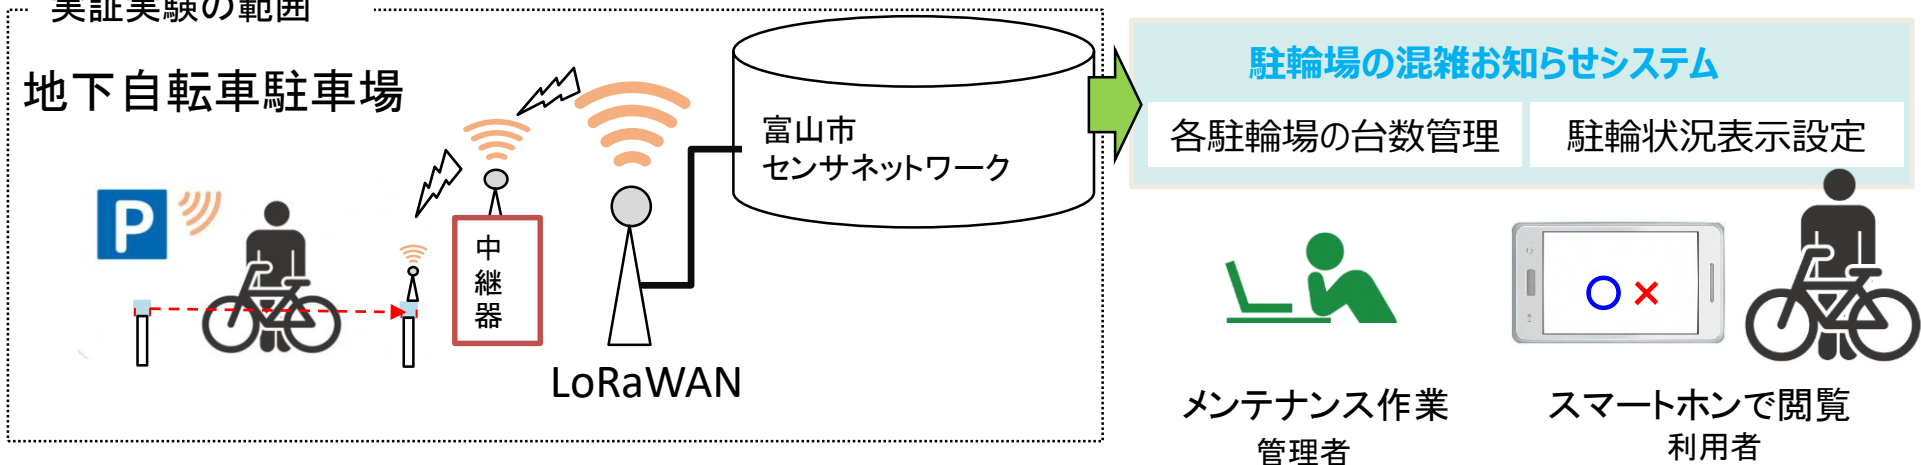 実証実験の範囲
地下自転車駐車場
P
中継器
LoRaWAN
富山市
センサネットワーク
駐輪場の混雑お知らせシステム
各駐輪場の台数管理
駐輪状況表示設定
○×
メンテナンス作業
管理者
スマートホンで閲覧
利用者